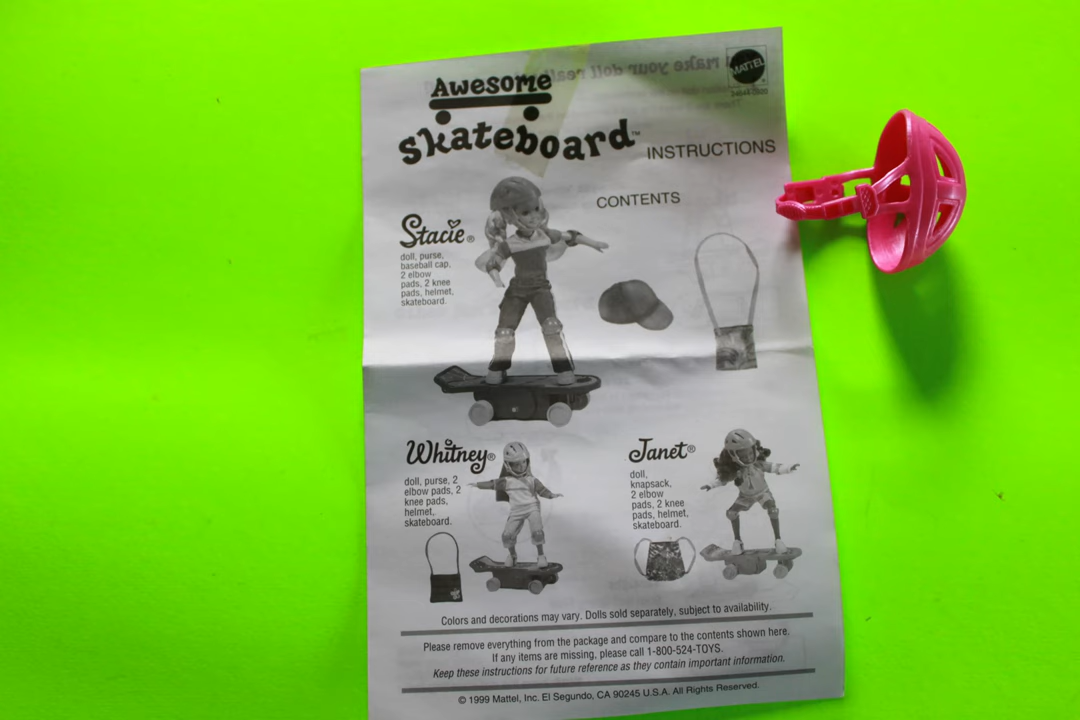 Awesome
skateboard™ INSTRUCTIONS
MATTEL
CONTENTS
Stacie®
doll, purse,
baseball cap,
2 elbow
pads, 2 knee
pads, helmet,
skateboard.
Whitney®
doll, purse, 2
elbow pads, 2
knee pads,
helmet,
skateboard.
Janet®
doll,
knapsack,
2 elbow
pads, 2 knee
pads, helmet,
skateboard.
Colors and decorations may vary. Dolls sold separately, subject to availability.
Please remove everything from the package and compare to the contents shown here.
If any items are missing, please call 1-800-524-TOYS.
Keep these instructions for future reference as they contain important information.
© 1999 Mattel, Inc. El Segundo, CA 90245 U.S.A. All Rights Reserved.